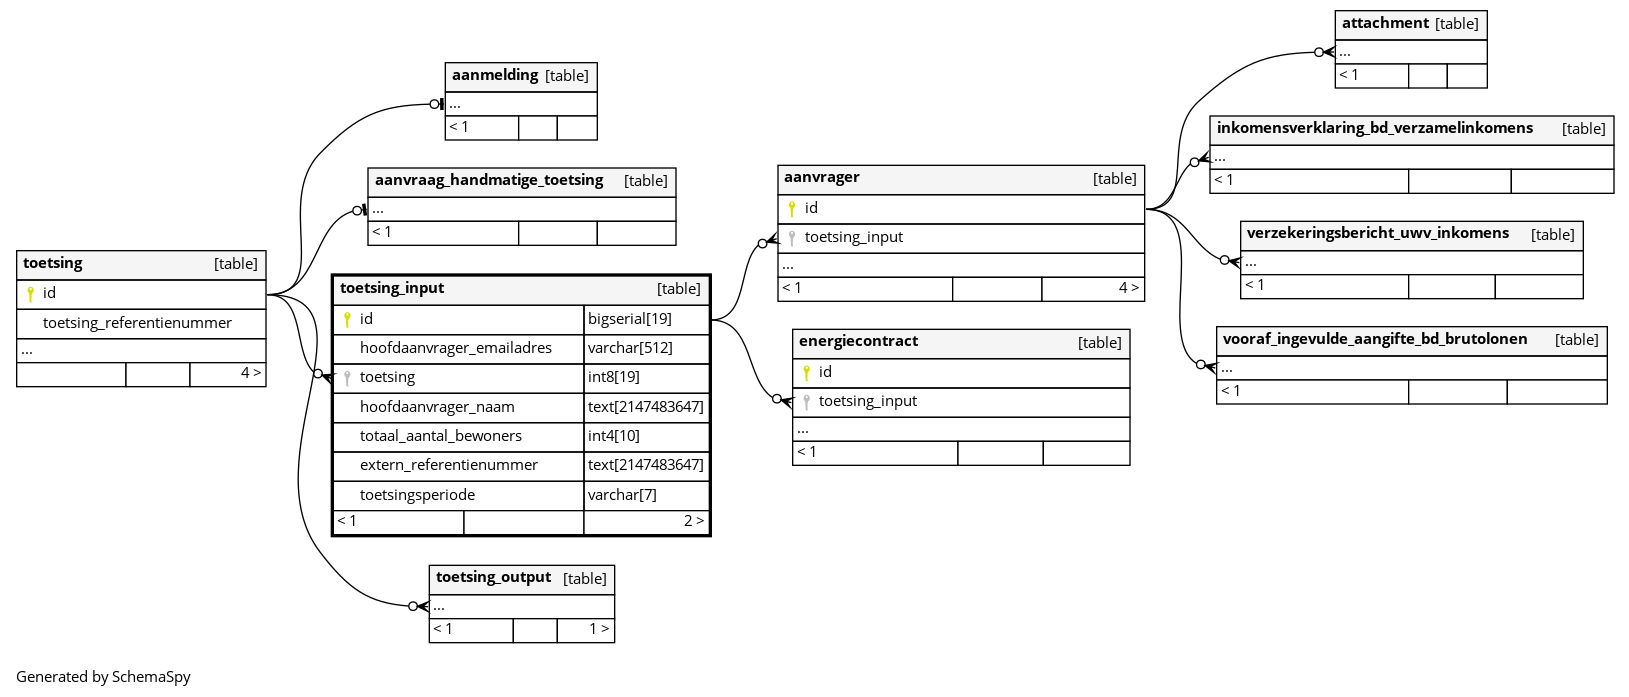 attachment [table]
...
< 1
aanmelding [table]
...
< 1
inkomensverklaring_bd_verzamelinkomens [table]
...
< 1
aanvraag_handmatige_toetsing [table]
...
< 1
aanvrager [table]
id
toetsing_input
...
< 1 4 >
verzekeringsbericht_uwv_inkomens [table]
...
< 1
toetsing [table]
id
toetsing_referentienummer
...
4 >
toetsing_input [table]
id bigserial[19]
hoofdaanvrager_emailadres varchar[512]
toetsing int8[19]
hoofdaanvrager_naam text[2147483647]
totaal_aantal_bewoners int4[10]
extern_referentienummer text[2147483647]
toetsingsperiode varchar[7]
< 1 2 >
energiecontract [table]
id
toetsing_input
...
< 1
vooraf_ingevulde_aangifte_bd_brutolonen [table]
...
< 1
toetsing_output [table]
...
< 1 1 >
Generated by SchemaSpy